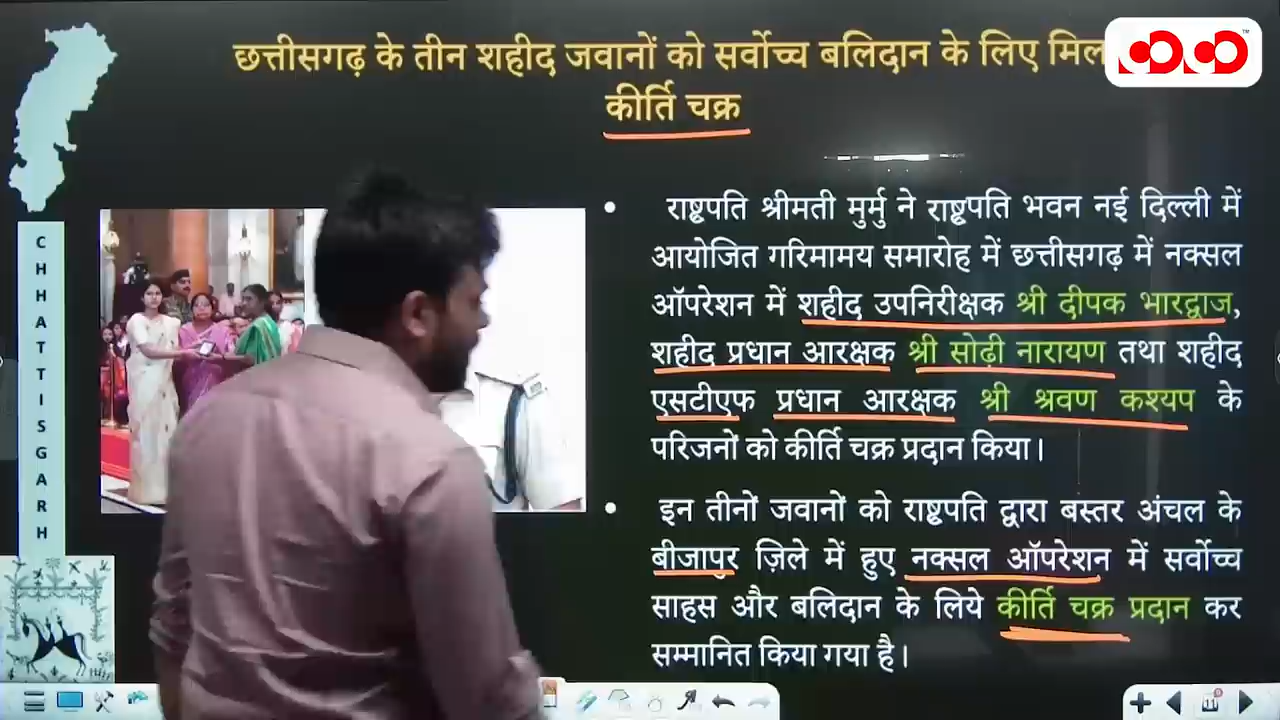 छत्तीसगढ़ के तीन शहीद जवानों को सर्वोच्च बलिदान के लिए मिल
कीर्ति चक्र
राष्ट्रपति श्रीमती मुर्मु ने राष्ट्रपति भवन नई दिल्ली में
आयोजित गरिमामय समारोह में छत्तीसगढ़ में नक्सल
ऑपरेशन में शहीद उपनिरीक्षक श्री दीपक भारद्वाज,
शहीद प्रधान आरक्षक श्री सोढ़ी नारायण तथा शहीद
एसटीएफ प्रधान आरक्षक श्री श्रवण कश्यप के
परिजनों को कीर्ति चक्र प्रदान किया।
इन तीनों जवानों को राष्ट्रपति द्वारा बस्तर अंचल के
बीजापुर ज़िले में हुए नक्सल ऑपरेशन में सर्वोच्च
साहस और बलिदान के लिये कीर्ति चक्र प्रदान कर
सम्मानित किया गया है।
CHHATTISGARH